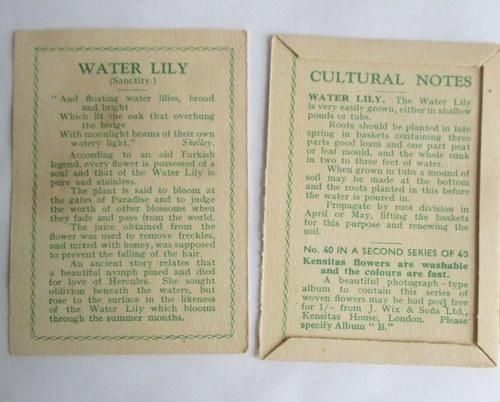 WATER LILY
(Sanctity.)
"And floating water lilies, broad
and bright
Which lit the oak that overhung
the hedge
With moonlight beams of their own
watery light." Shelley.
According to an old Turkish
legend, every flower is possessed of a
soul and that of the Water Lily is
pure and stainless.
The plant is said to bloom at
the gates of Paradise and to judge
the worth of other blossoms when
they fade and pass from the world.
The juice obtained from the
flower was used to remove freckles,
and mixed with honey, was supposed
to prevent the falling of the hair.
An ancient story relates that
a beautiful nymph pined and died
for love of Hercules. She sought
oblivion beneath the waters, but
rose to the surface in the likeness
of the Water Lily which blooms
through the summer months.
CULTURAL NOTES
WATER LILY. The Water Lily
is very easily grown, either in shallow
ponds or tubs.
Roots should be planted in late
spring in baskets containing three
parts good loam and one part peat
or leaf mould, and the whole sunk
in two to three feet of water.
When grown in tubs a mound of
soil may be made at the bottom
and the roots planted in this before
the water is poured in.
Propagate by root division in
April or May, lifting the baskets
for this purpose and renewing the
soil.
No. 40 IN A SECOND SERIES OF 40
Kensitas flowers are washable
and the colours are fast.
A beautiful photograph-type
album to contain this series of
woven flowers may be had post free
for 1/- from J. Wix & Sons Ltd.,
Kensitas House, London. Please
specify Album "B."